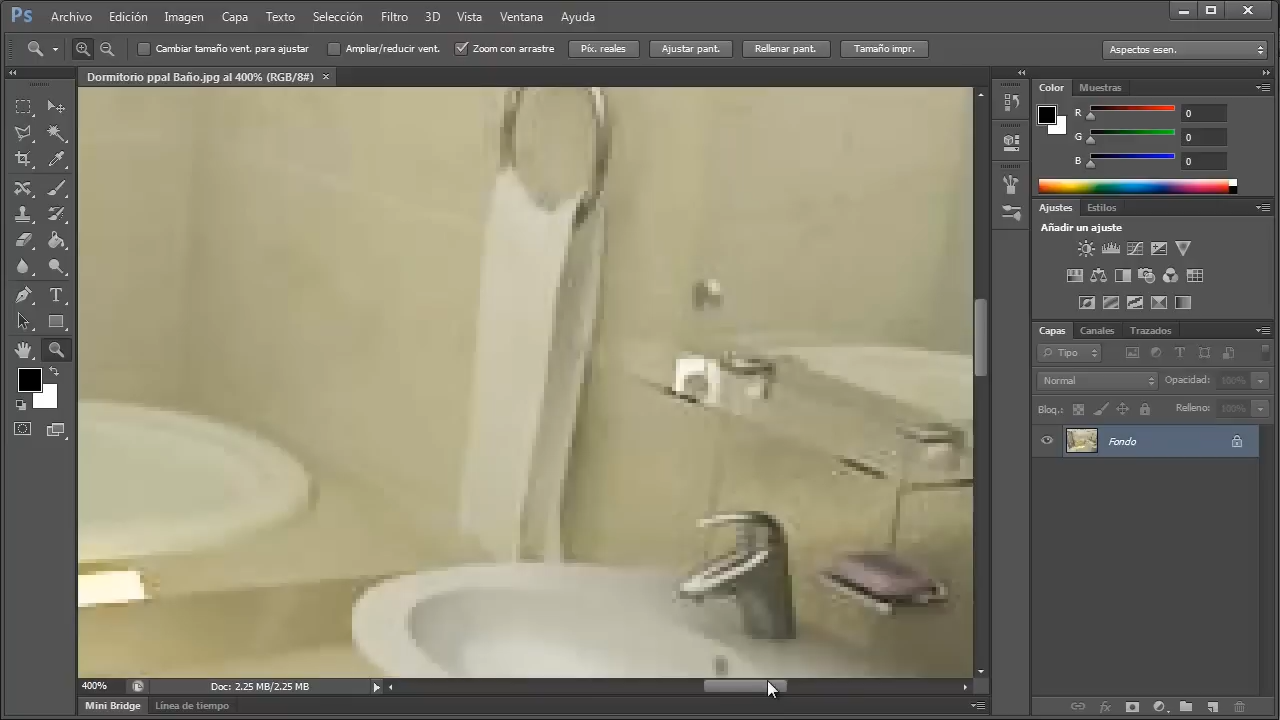 Ps Archivo Edición Imagen Capa Texto Selección Filtro 3D Vista Ventana Ayuda
Cambiar tamaño vent. para ajustar Ampliar/reducir vent. Zoom con arrastre Píx. reales Ajustar pant. Rellenar pant. Tamaño impr. Aspectos esen.
Dormitorio ppal Baño.jpg al 400% (RGB/8#) ×
Color Muestras
R 0
G 0
B 0
Ajustes Estilos
Añadir un ajuste
Capas Canales Trazados
Tipo
Normal Opacidad: 100%
Bloq.: Relleno: 100%
Fondo
400% Doc: 2.25 MB/2.25 MB
Mini Bridge Línea de tiempo